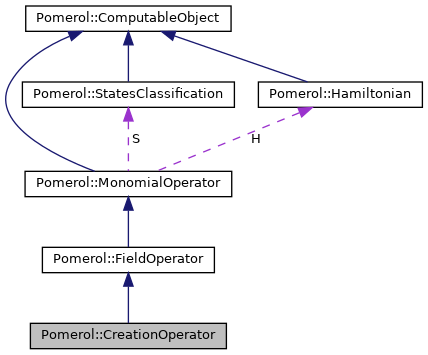 Pomerol::ComputableObject
Pomerol::StatesClassification
Pomerol::Hamiltonian
S
H
Pomerol::MonomialOperator
Pomerol::FieldOperator
Pomerol::CreationOperator